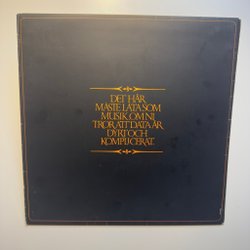 DET HÄR
MÅSTE LÅTA SOM
MUSIK, OM NI
TROR ATT DATA ÄR
DYRT OCH
KOMPLICERAT.